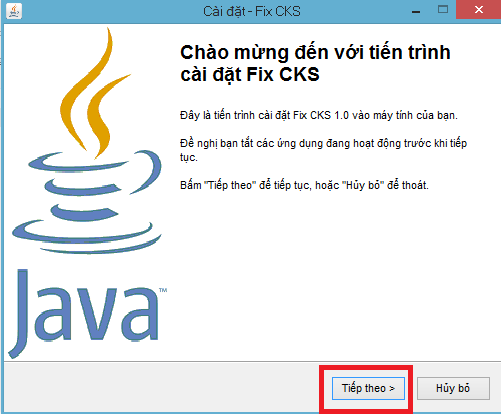 Cài đặt - Fix CKS
Chào mừng đến với tiến trình
cài đặt Fix CKS
Đây là tiến trình cài đặt Fix CKS 1.0 vào máy tính của bạn.
Đề nghị bạn tắt các ứng dụng đang hoạt động trước khi tiếp
tục.
Bấm "Tiếp theo" để tiếp tục, hoặc "Hủy bỏ" để thoát.
Java™
Tiếp theo >
Hủy bỏ